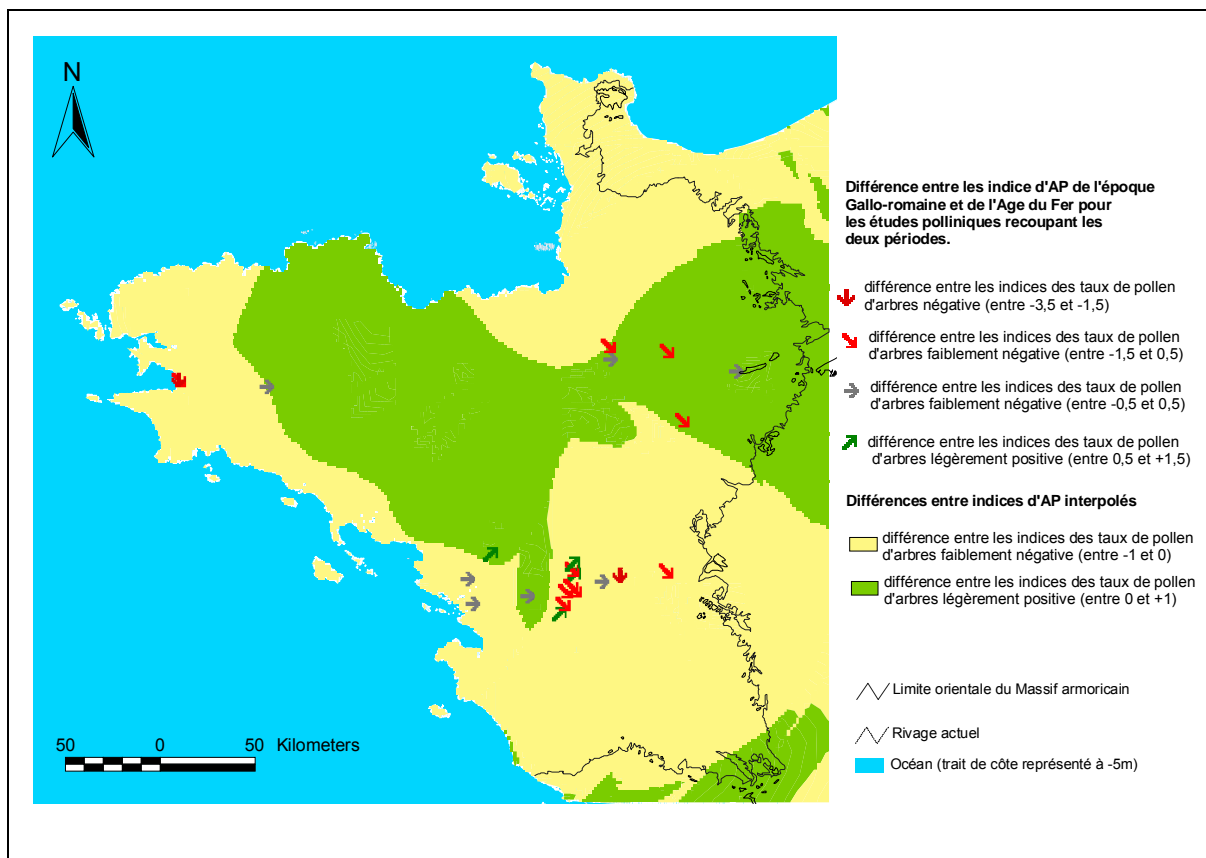 N
50 0 50 Kilometers
Différence entre les indice d'AP de l'époque
Gallo-romaine et de l'Age du Fer pour
les études polliniques recoupant les
deux périodes.
différence entre les indices des taux de pollen
d'arbres négative (entre -3,5 et -1,5)
différence entre les indices des taux de pollen
d'arbres faiblement négative (entre -1,5 et 0,5)
différence entre les indices des taux de pollen
d'arbres faiblement négative (entre -0,5 et 0,5)
différence entre les indices des taux de pollen
d'arbres légèrement positive (entre 0,5 et +1,5)
Différences entre indices d'AP interpolés
différence entre les indices des taux de pollen
d'arbres faiblement négative (entre -1 et 0)
différence entre les indices des taux de pollen
d'arbres légèrement positive (entre 0 et +1)
Limite orientale du Massif armoricain
Rivage actuel
Océan (trait de côte représenté à -5m)